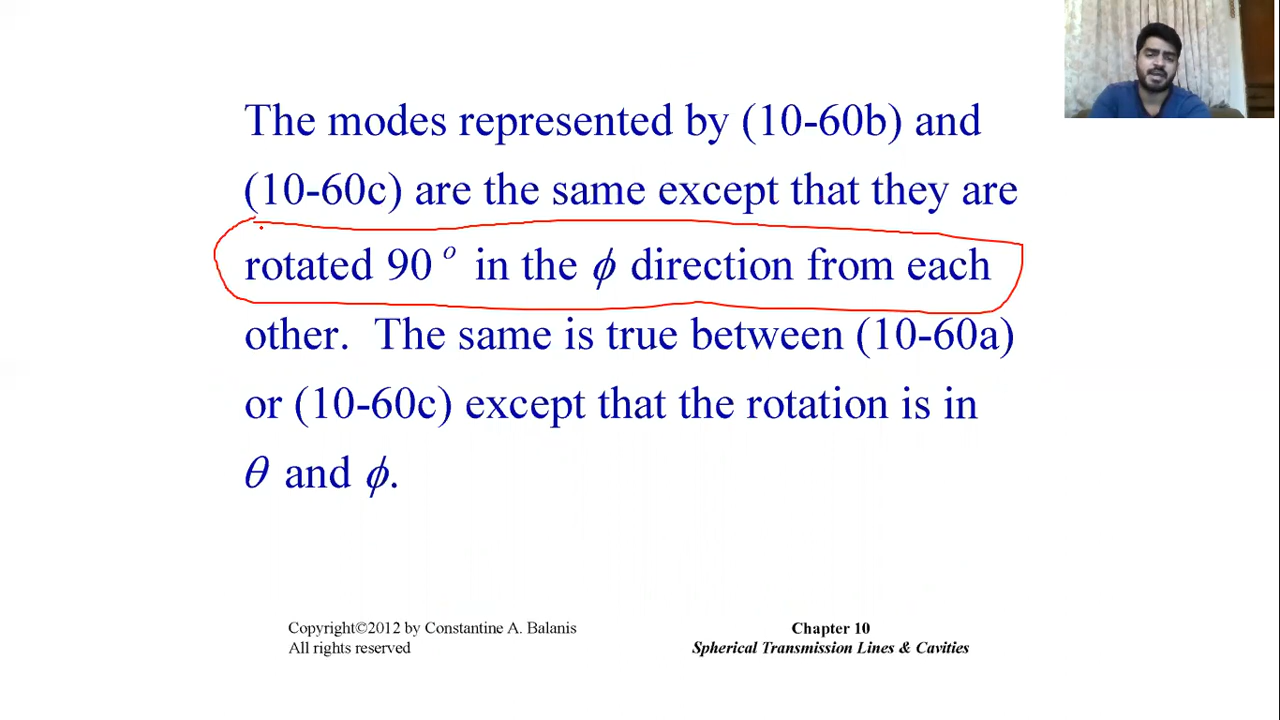 The modes represented by (10-60b) and
(10-60c) are the same except that they are
rotated 90° in the ϕ direction from each
other. The same is true between (10-60a)
or (10-60c) except that the rotation is in
θ and ϕ.
Copyright©2012 by Constantine A. Balanis
All rights reserved
Chapter 10
Spherical Transmission Lines & Cavities